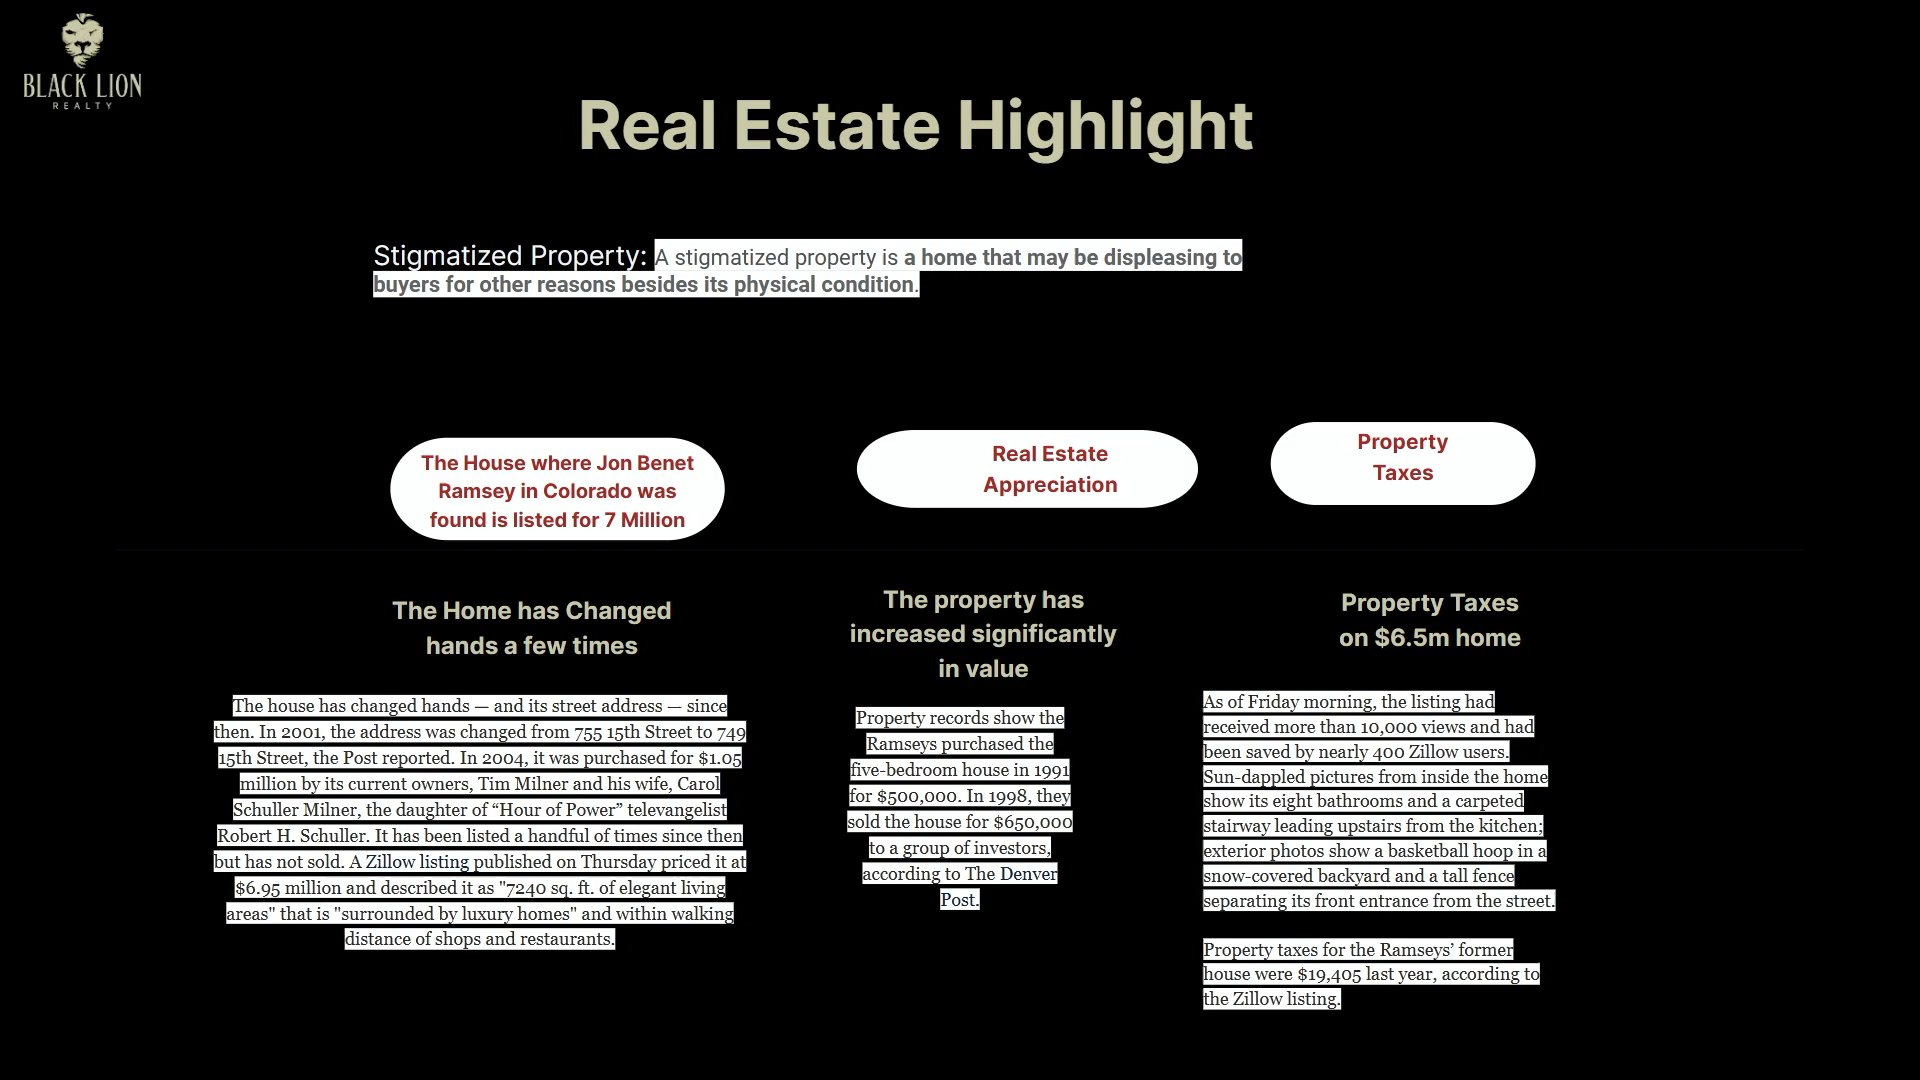 BLACK LION
REALTY
Real Estate Highlight
Stigmatized Property: A stigmatized property is a home that may be displeasing to
buyers for other reasons besides its physical condition.
The House where Jon Benet
Ramsey in Colorado was
found is listed for 7 Million
Real Estate
Appreciation
Property
Taxes
The Home has Changed
hands a few times
The house has changed hands — and its street address — since
then. In 2001, the address was changed from 755 15th Street to 749
15th Street, the Post reported. In 2004, it was purchased for $1.05
million by its current owners, Tim Milner and his wife, Carol
Schuller Milner, the daughter of “Hour of Power” televangelist
Robert H. Schuller. It has been listed a handful of times since then
but has not sold. A Zillow listing published on Thursday priced it at
$6.95 million and described it as "7240 sq. ft. of elegant living
areas" that is "surrounded by luxury homes" and within walking
distance of shops and restaurants.
The property has
increased significantly
in value
Property records show the
Ramseys purchased the
five-bedroom house in 1991
for $500,000. In 1998, they
sold the house for $650,000
to a group of investors,
according to The Denver
Post.
Property Taxes
on $6.5m home
As of Friday morning, the listing had
received more than 10,000 views and had
been saved by nearly 400 Zillow users.
Sun-dappled pictures from inside the home
show its eight bathrooms and a carpeted
stairway leading upstairs from the kitchen;
exterior photos show a basketball hoop in a
snow-covered backyard and a tall fence
separating its front entrance from the street.
Property taxes for the Ramseys’ former
house were $19,405 last year, according to
the Zillow listing.